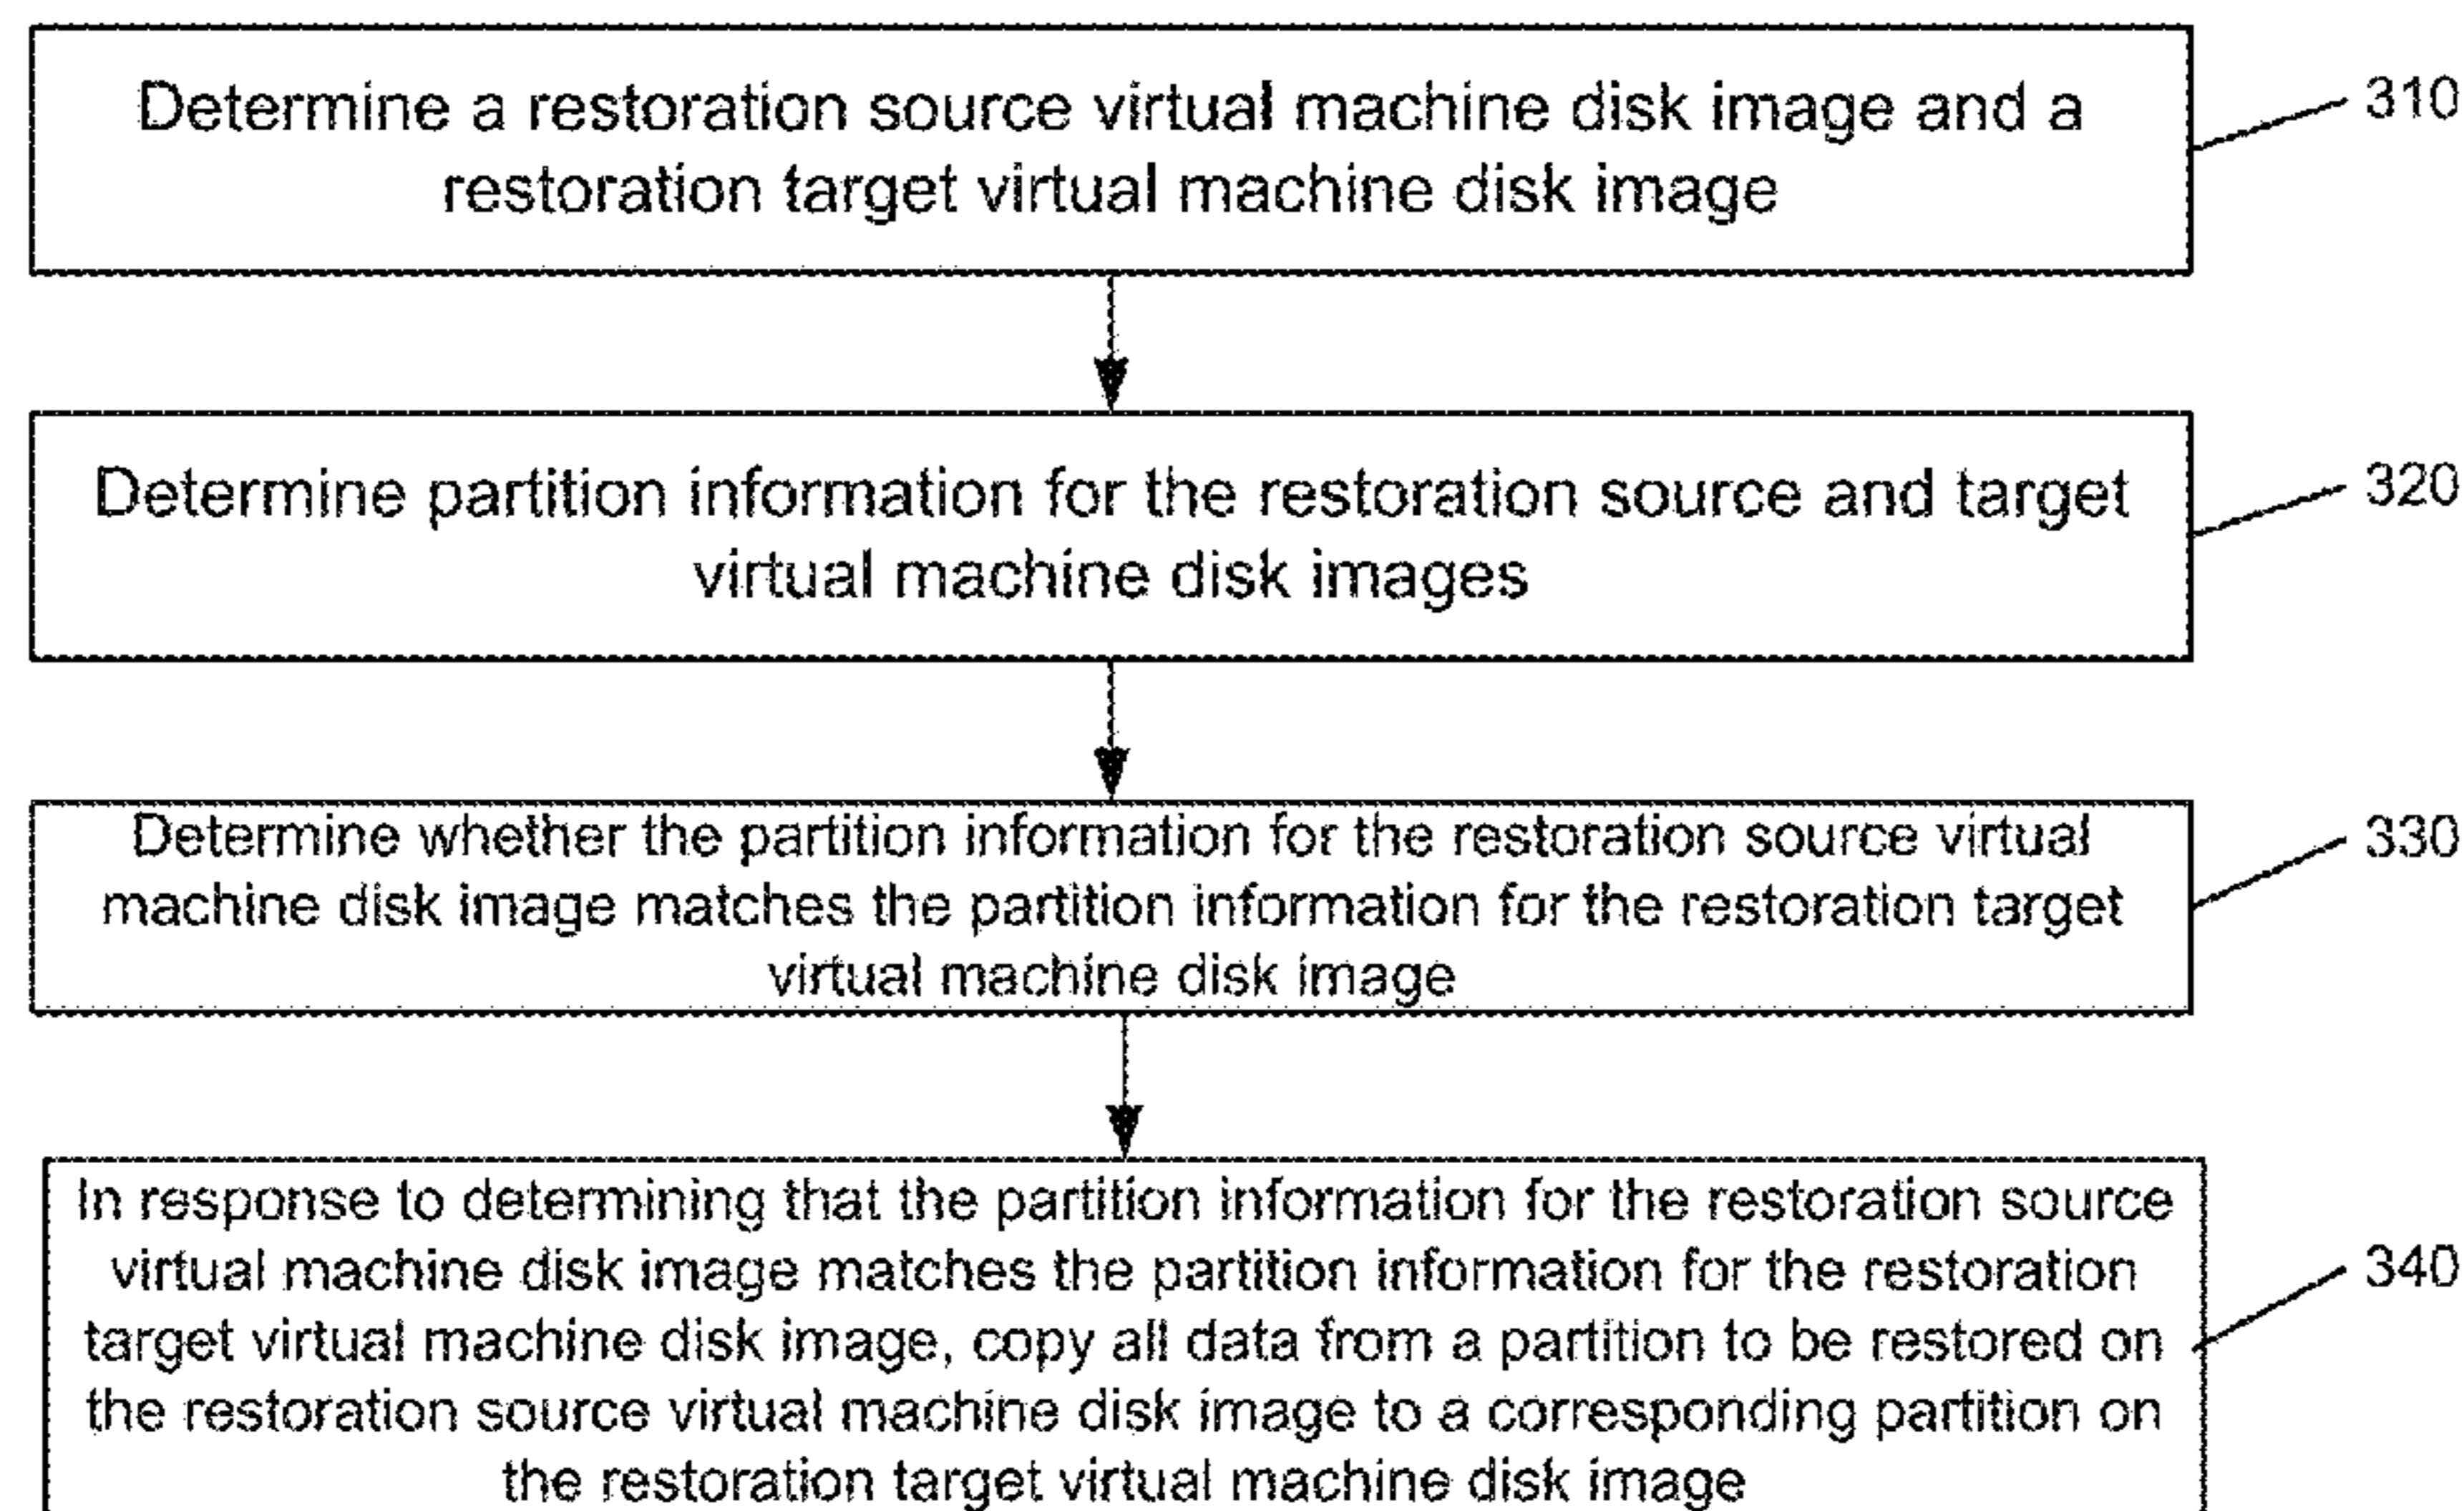 Determine a restoration source virtual machine disk image and a
restoration target virtual machine disk image
310
Determine partition information for the restoration source and target
virtual machine disk images
320
Determine whether the partition information for the restoration source virtual
machine disk image matches the partition information for the restoration target
virtual machine disk image
330
In response to determining that the partition information for the restoration source
virtual machine disk image matches the partition information for the restoration
target virtual machine disk image, copy all data from a partition to be restored on
the restoration source virtual machine disk image to a corresponding partition on
the restoration target virtual machine disk image
340